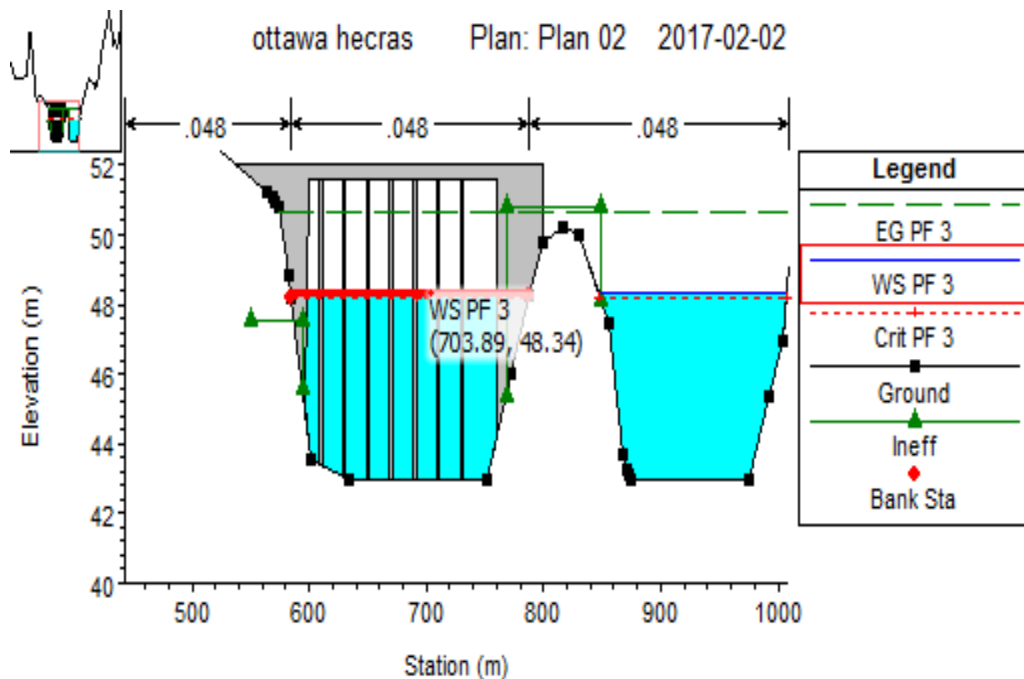 ottawa hecras Plan: Plan 02 2017-02-02
.048 .048 .048
52
50
48
46
44
42
40
Elevation (m)
500 600 700 800 900 1000
Station (m)
WS PF 3
(703.89, 48.34)
Legend
EG PF 3
WS PF 3
Crit PF 3
Ground
Ineff
Bank Sta